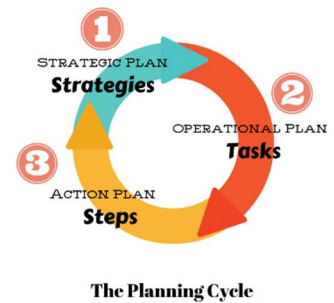 1
STRATEGIC PLAN
Strategies
2
OPERATIONAL PLAN
Tasks
3
ACTION PLAN
Steps
The Planning Cycle